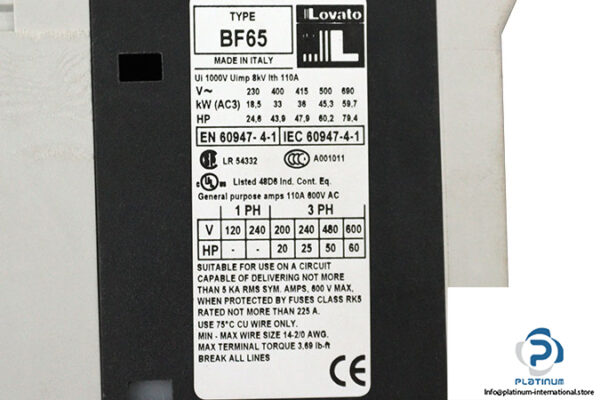 TYPE
BF65
MADE IN ITALY
Lovato
Ui 1000V Uimp 8kV Ith 110A
V~ 230 400 415 500 690
kW (AC3) 18,5 33 36 45,3 59,7
HP 24,6 43,9 47,9 60,2 79,4
EN 60947-4-1 IEC 60947-4-1
LR 54332 A001011
Listed 48D6 Ind. Cont. Eq.
General purpose amps 110A 600V AC
1 PH 3 PH
V 120 240 200 240 480 600
HP - - 20 25 50 60
SUITABLE FOR USE ON A CIRCUIT
CAPABLE OF DELIVERING NOT MORE
THAN 5 KA RMS SYM. AMPS, 600 V MAX,
WHEN PROTECTED BY FUSES CLASS RK5
RATED NOT MORE THAN 225 A.
USE 75°C CU WIRE ONLY.
MIN - MAX WIRE SIZE 14-2/0 AWG.
MAX TERMINAL TORQUE 3,69 lb-ft
BREAK ALL LINES
CE
PLATINUM
Info@platinum-international.store